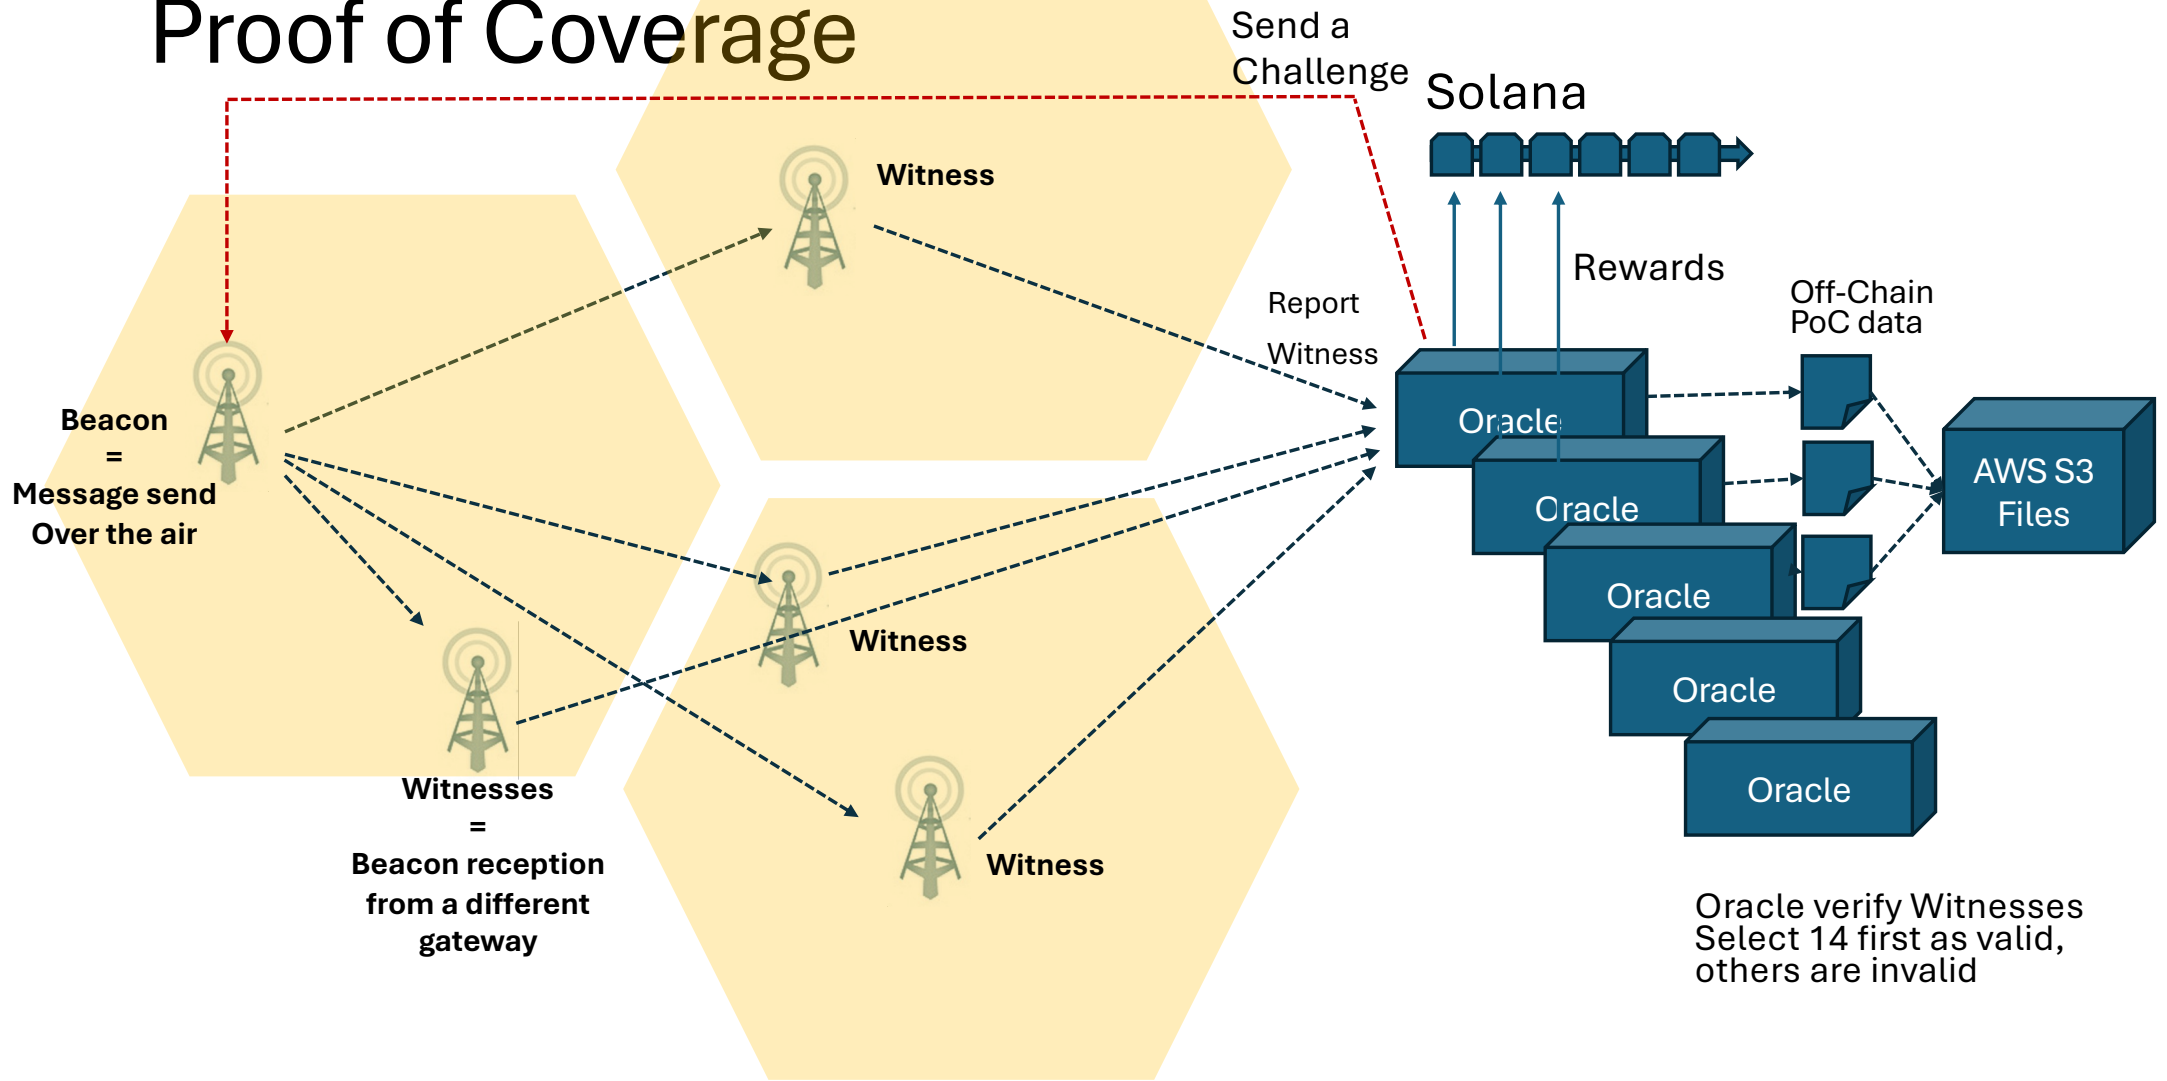 Proof of Coverage
Send a
Challenge
Solana
Witness
Rewards
Report
Witness
Off-Chain
PoC data
Beacon
=
Message send
Over the air
Oracle
Oracle
Oracle
Oracle
Oracle
AWS S3
Files
Witness
Witnesses
=
Beacon reception
from a different
gateway
Witness
Oracle verify Witnesses
Select 14 first as valid,
others are invalid